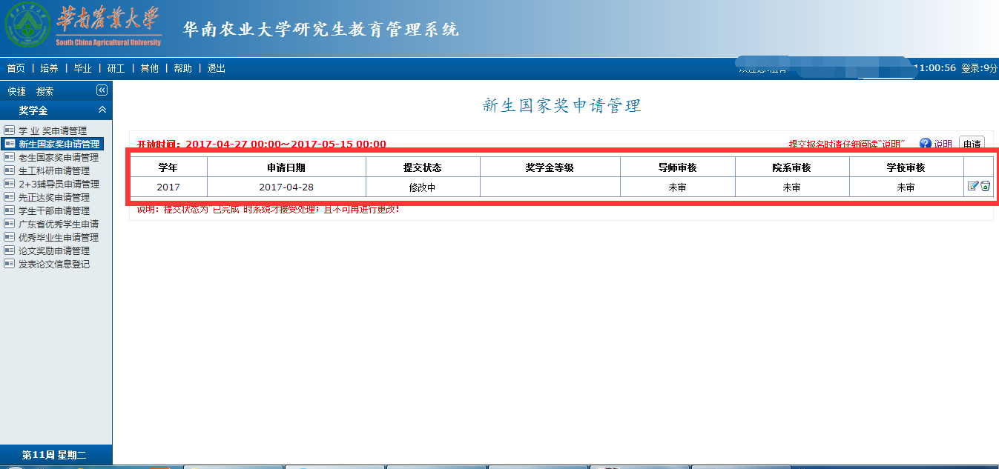 华南农业大学
South China Agricultural University
华南农业大学研究生教育管理系统
首页 | 培养 | 毕业 | 研工 | 其他 | 帮助 | 退出
11:00:56 登录:9分
快捷 搜索
奖学金
学 业 奖申请管理
新生国家奖申请管理
老生国家奖申请管理
生工科研申请管理
2+3辅导员申请管理
先正达奖申请管理
学生干部申请管理
广东省优秀学生申请
优秀毕业生申请管理
论文奖励申请管理
发表论文信息登记
第11周 星期二
新生国家奖申请管理
开放时间：2017-04-27 00:00～2017-05-15 00:00
提交报名时请仔细阅读“说明” 说明 申请
学年 申请日期 提交状态 奖学金等级 导师审核 院系审核 学校审核
2017 2017-04-28 修改中 未审 未审 未审
说明：提交状态为“已完成”时系统才接受处理；且不可再进行更改！